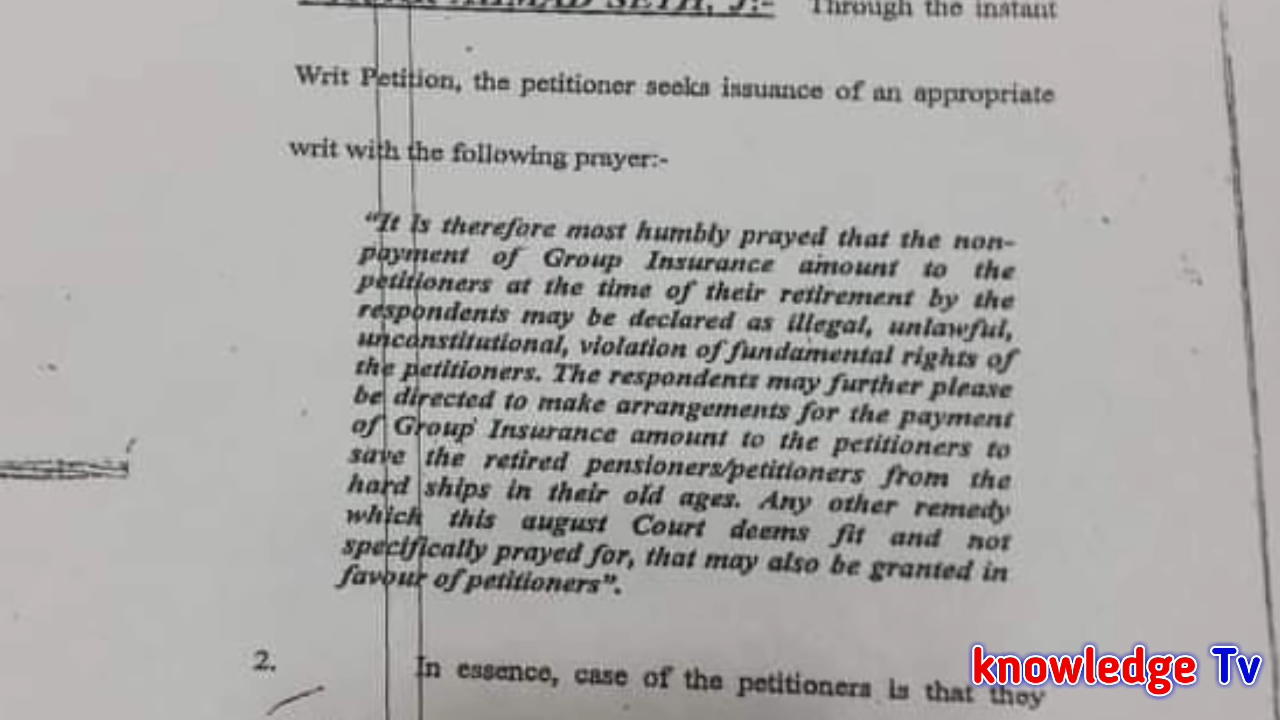 AHMAD SETH, J:- Through the instant
Writ Petition, the petitioner seeks issuance of an appropriate
writ with the following prayer:-
“It is therefore most humbly prayed that the non-
payment of Group Insurance amount to the
petitioners at the time of their retirement by the
respondents may be declared as illegal, unlawful,
unconstitutional, violation of fundamental rights of
the petitioners. The respondents may further please
be directed to make arrangements for the payment
of Group Insurance amount to the petitioners to
save the retired pensioners/petitioners from the
hard ships in their old ages. Any other remedy
which this august Court deems fit and not
specifically prayed for, that may also be granted in
favour of petitioners”.
2. In essence, case of the petitioners is that they
knowledge Tv